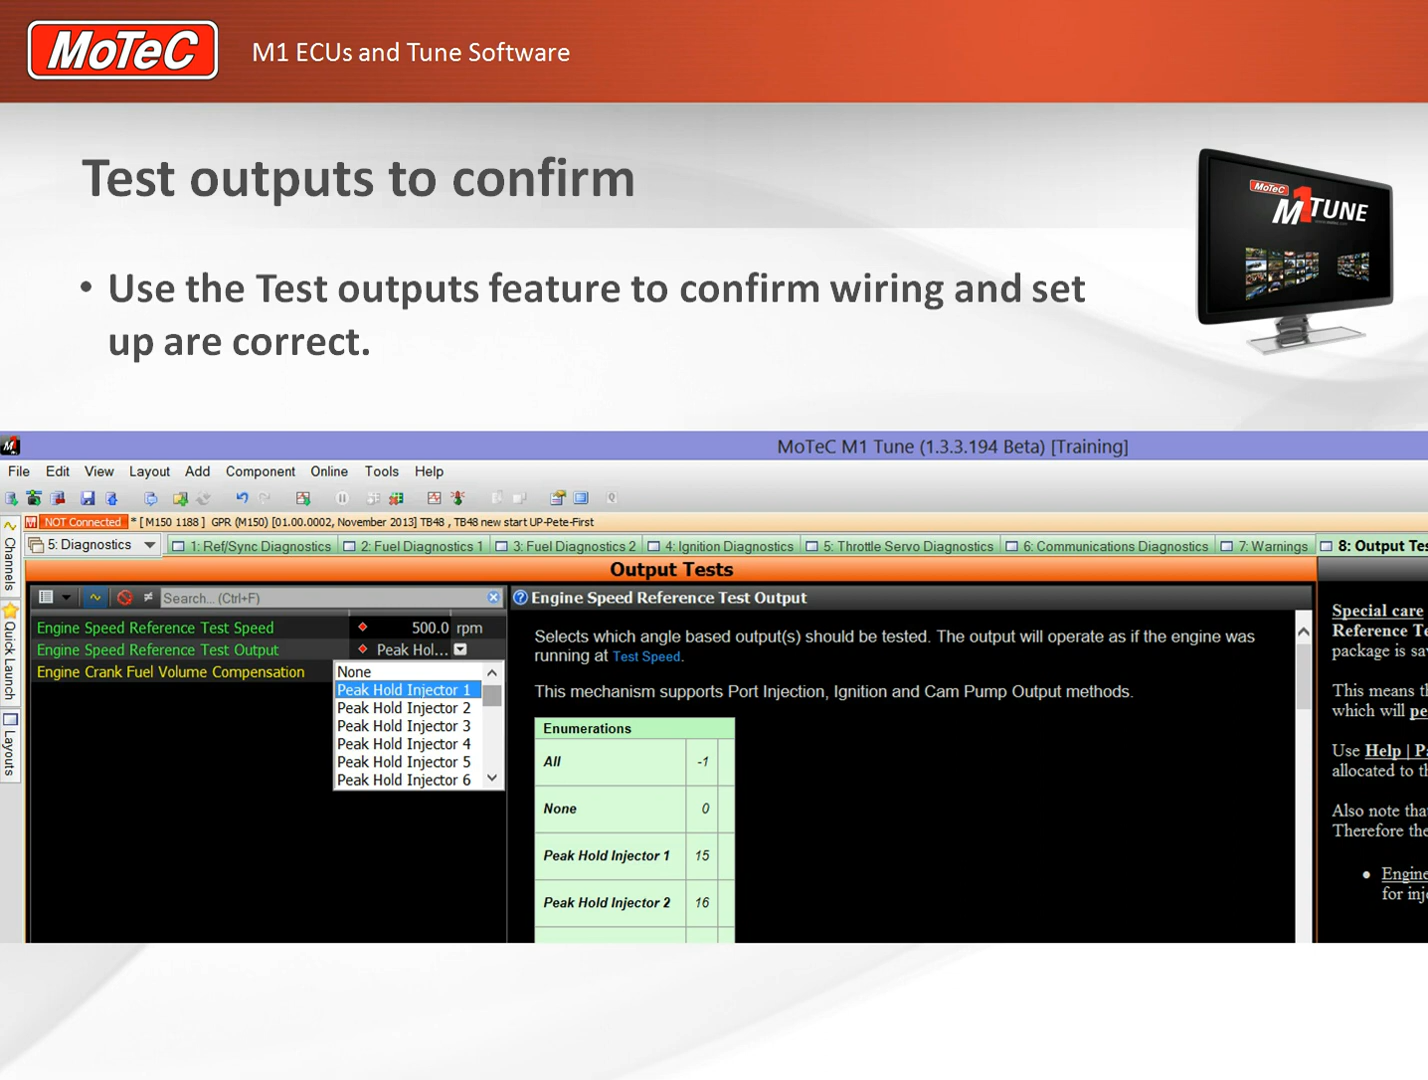 MoTeC
M1 ECUs and Tune Software
Test outputs to confirm
MoTeC
M1 TUNE
• Use the Test outputs feature to confirm wiring and set
up are correct.
MoTeC M1 Tune (1.3.3.194 Beta) [Training]
File Edit View Layout Add Component Online Tools Help
NOT Connected * [ M150 1188 ] GPR (M150) [01.00.0002, November 2013] TB48 , TB48 new start UP-Pete-First
5: Diagnostics 1: Ref/Sync Diagnostics 2: Fuel Diagnostics 1 3: Fuel Diagnostics 2 4: Ignition Diagnostics 5: Throttle Servo Diagnostics 6: Communications Diagnostics 7: Warnings 8: Output Tes
Channels
Quick Launch
Layouts
Output Tests
Search... (Ctrl+F)
Engine Speed Reference Test Speed 500.0 rpm
Engine Speed Reference Test Output Peak Hol...
Engine Crank Fuel Volume Compensation
None
Peak Hold Injector 1
Peak Hold Injector 2
Peak Hold Injector 3
Peak Hold Injector 4
Peak Hold Injector 5
Peak Hold Injector 6
Engine Speed Reference Test Output
Selects which angle based output(s) should be tested. The output will operate as if the engine was
running at Test Speed.
This mechanism supports Port Injection, Ignition and Cam Pump Output methods.
Enumerations
All -1
None 0
Peak Hold Injector 1 15
Peak Hold Injector 2 16
Special care
Reference Te
package is sa
This means th
which will pe
Use Help | Pa
allocated to th
Also note tha
Therefore the
• Engine
for inj